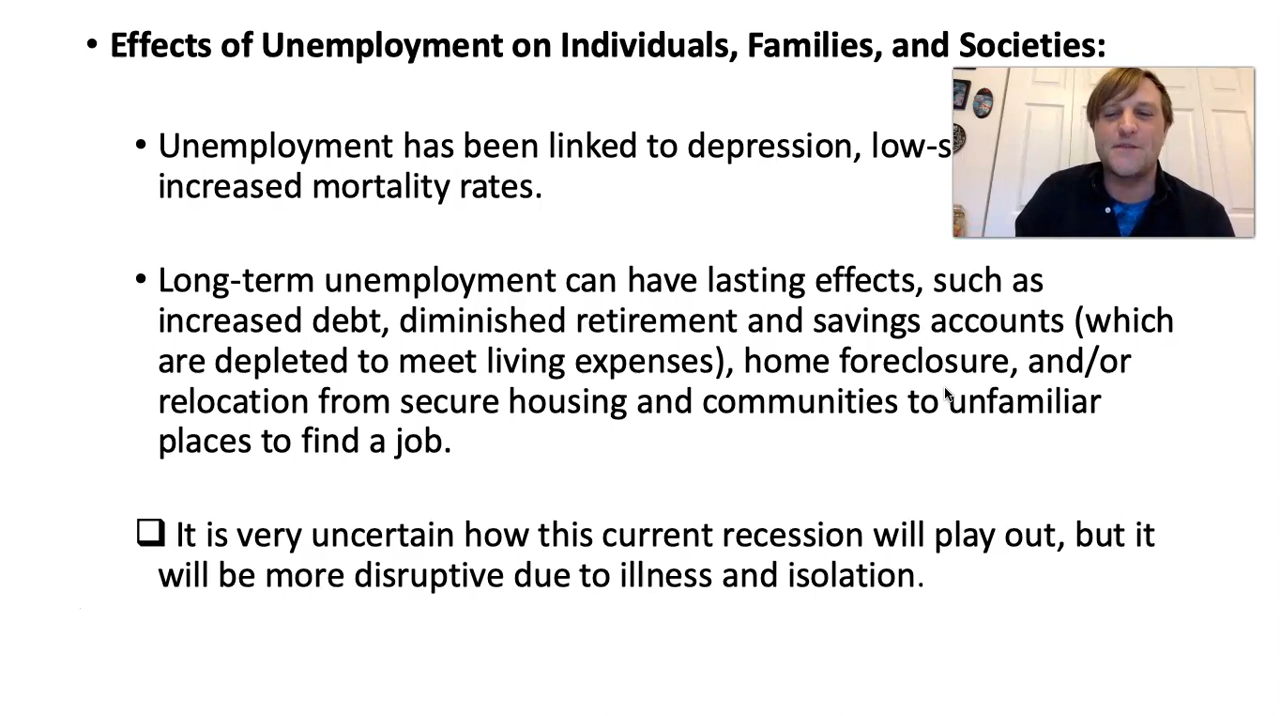 • Effects of Unemployment on Individuals, Families, and Societies:
• Unemployment has been linked to depression, low-s
increased mortality rates.
• Long-term unemployment can have lasting effects, such as
increased debt, diminished retirement and savings accounts (which
are depleted to meet living expenses), home foreclosure, and/or
relocation from secure housing and communities to unfamiliar
places to find a job.
❑ It is very uncertain how this current recession will play out, but it
will be more disruptive due to illness and isolation.